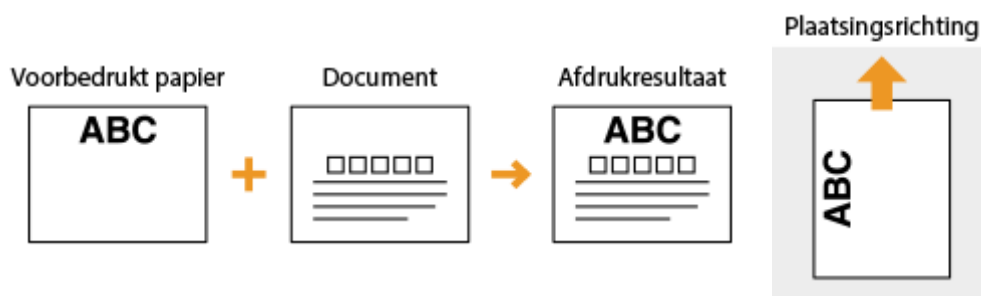 Plaatsingsrichting
Voorbedrukt papier
Document
Afdrukresultaat
ABC
ABC
ABC